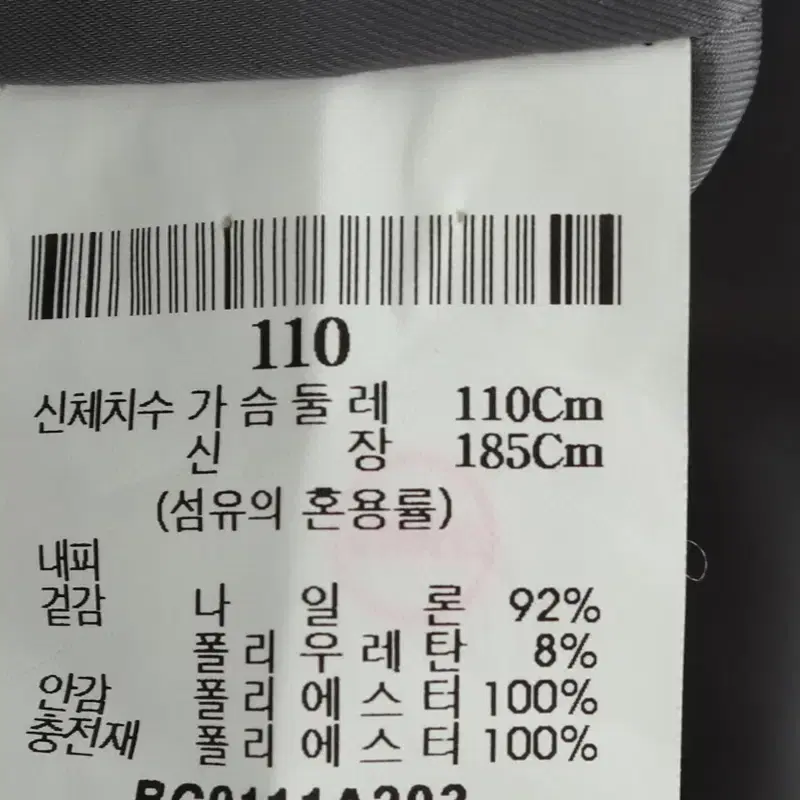 110
신체치수 가슴둘레 110Cm
신장 185Cm
(섬유의 혼용률)
내피
겉감 나일론 92%
폴리우레탄 8%
안감 폴리에스터 100%
충전재 폴리에스터 100%